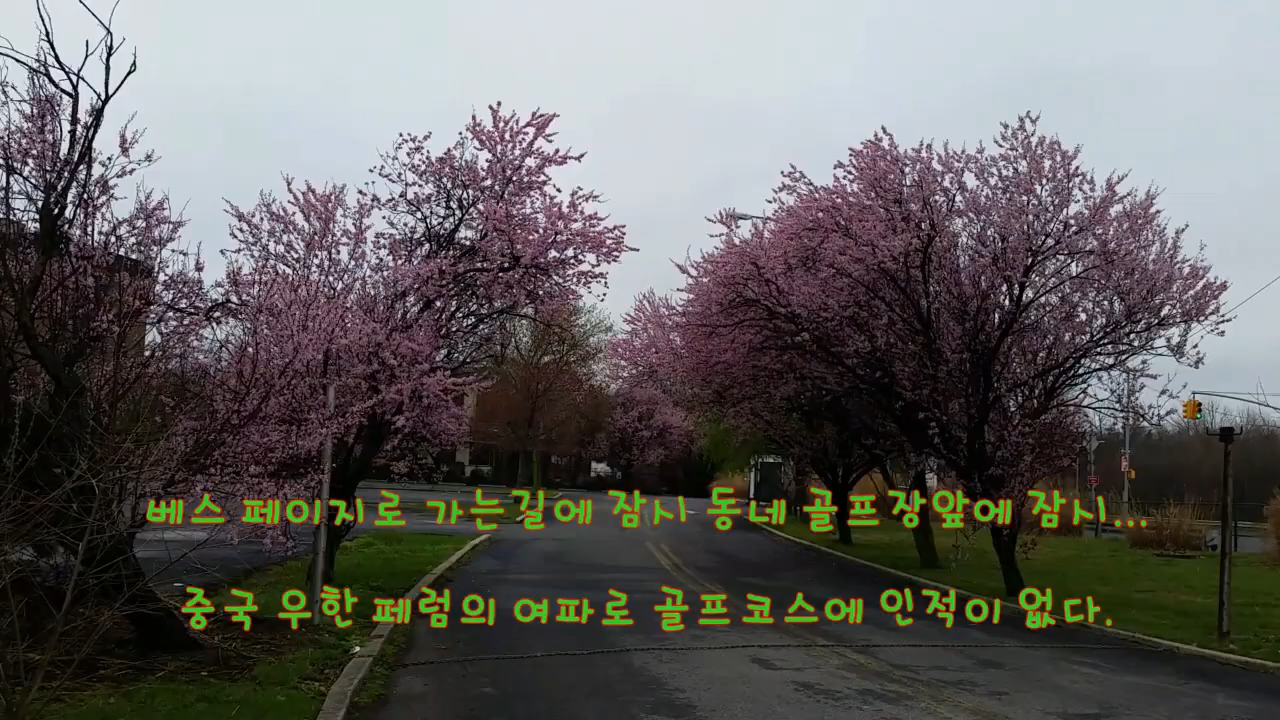 베스 페이지로 가는길에 잠시 동네 골프장앞에 잠시...
중국 우한 페렴의 여파로 골프코스에 인적이 없다.